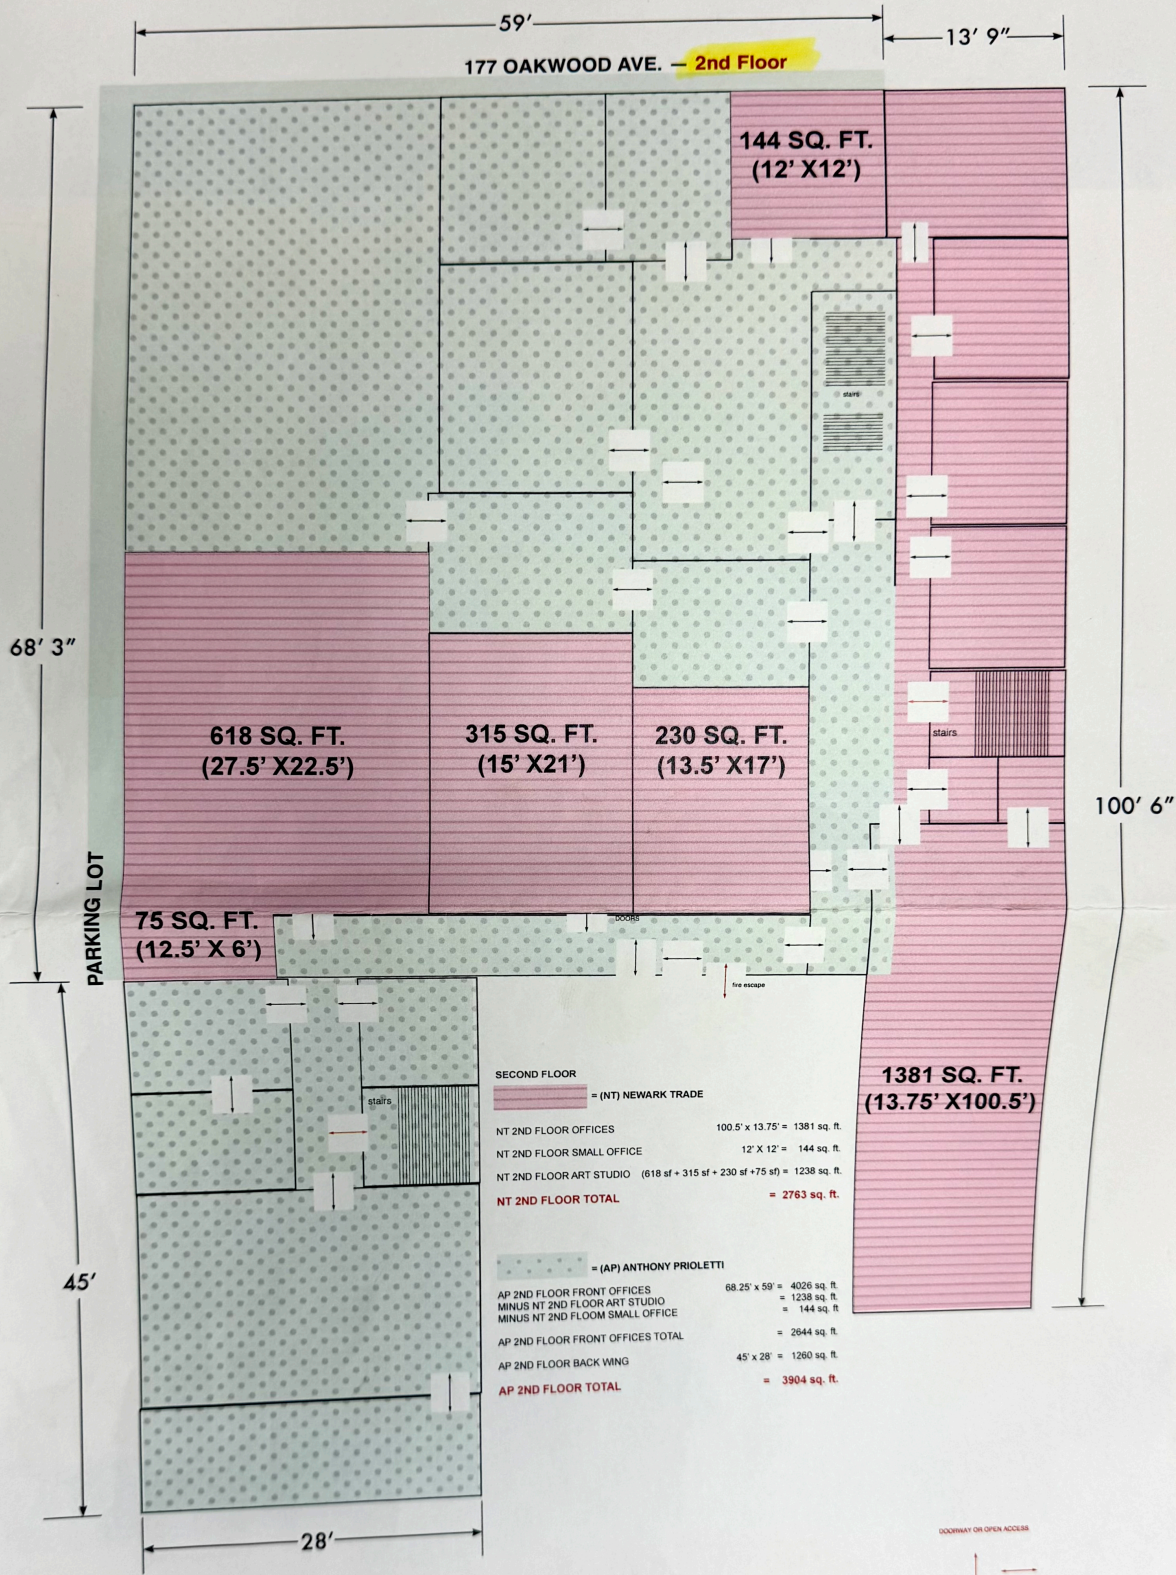 59′
13′ 9″
177 OAKWOOD AVE. — 2nd Floor
144 SQ. FT.
(12’ X12’)
stairs
68′ 3″
618 SQ. FT.
(27.5’ X22.5’)
315 SQ. FT.
(15’ X21’)
230 SQ. FT.
(13.5’ X17’)
stairs
100′ 6″
PARKING LOT
75 SQ. FT.
(12.5’ X 6’)
DOORS
fire escape
stairs
1381 SQ. FT.
(13.75’ X100.5’)
SECOND FLOOR
= (NT) NEWARK TRADE
NT 2ND FLOOR OFFICES 100.5’ x 13.75’ = 1381 sq. ft.
NT 2ND FLOOR SMALL OFFICE 12’ X 12’ = 144 sq. ft.
NT 2ND FLOOR ART STUDIO (618 sf + 315 sf + 230 sf +75 sf) = 1238 sq. ft.
NT 2ND FLOOR TOTAL = 2763 sq. ft.
= (AP) ANTHONY PRIOLETTI
AP 2ND FLOOR FRONT OFFICES 68.25’ x 59’ = 4026 sq. ft.
MINUS NT 2ND FLOOR ART STUDIO = 1238 sq. ft.
MINUS NT 2ND FLOOM SMALL OFFICE = 144 sq. ft.
AP 2ND FLOOR FRONT OFFICES TOTAL = 2644 sq. ft.
AP 2ND FLOOR BACK WING 45’ x 28’ = 1260 sq. ft.
AP 2ND FLOOR TOTAL = 3904 sq. ft.
45′
28′
DOORWAY OR OPEN ACCESS